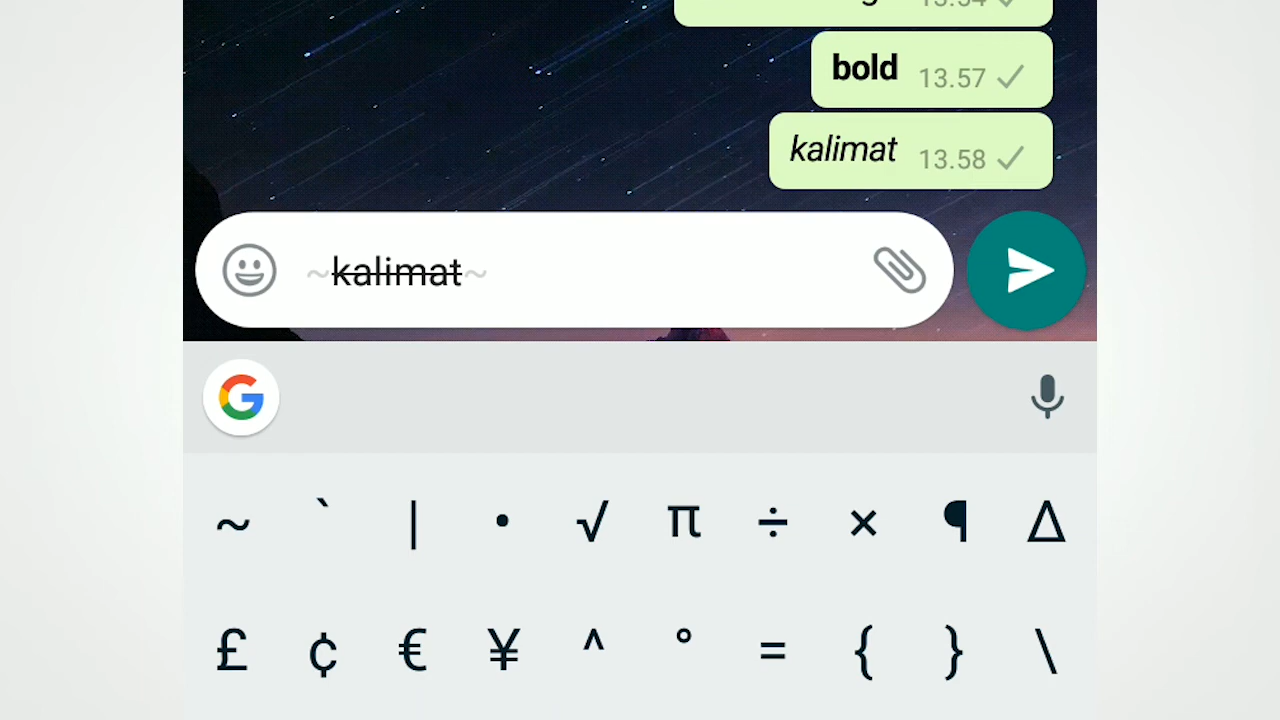 bold 13.57
kalimat 13.58
~kalimat~
G
~ ` | • √ π ÷ × ¶ Δ
£ ¢ € ¥ ^ ° = { } \